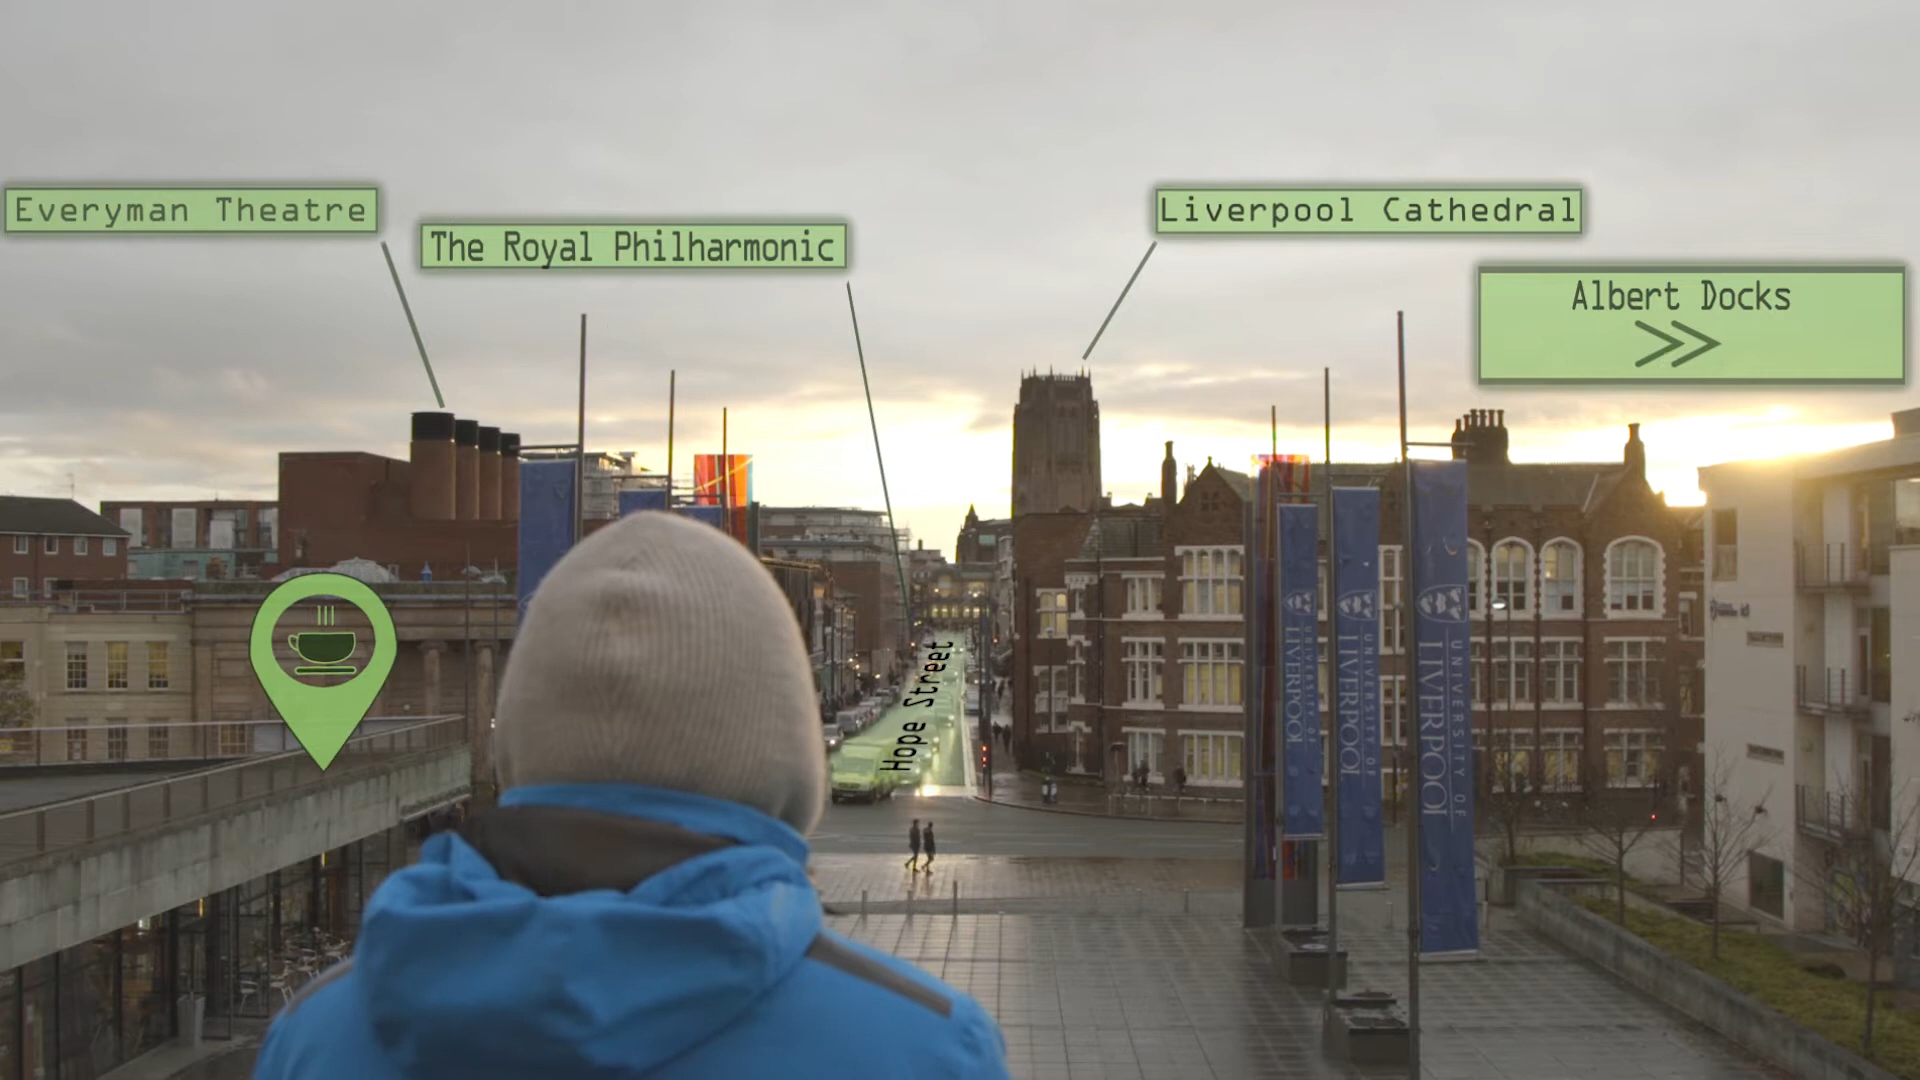 Everyman Theatre
The Royal Philharmonic
Liverpool Cathedral
Albert Docks
Hope Street
UNIVERSITY OF
LIVERPOOL
UNIVERSITY OF
LIVERPOOL
UNIVERSITY OF
LIVERPOOL